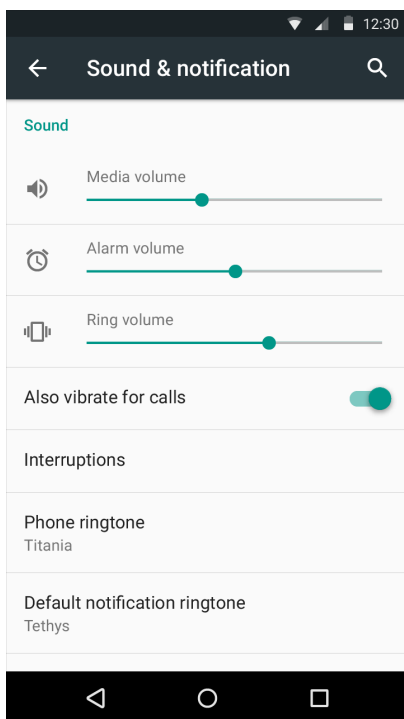 12:30
Sound & notification
Sound
Media volume
Alarm volume
Ring volume
Also vibrate for calls
Interruptions
Phone ringtone
Titania
Default notification ringtone
Tethys